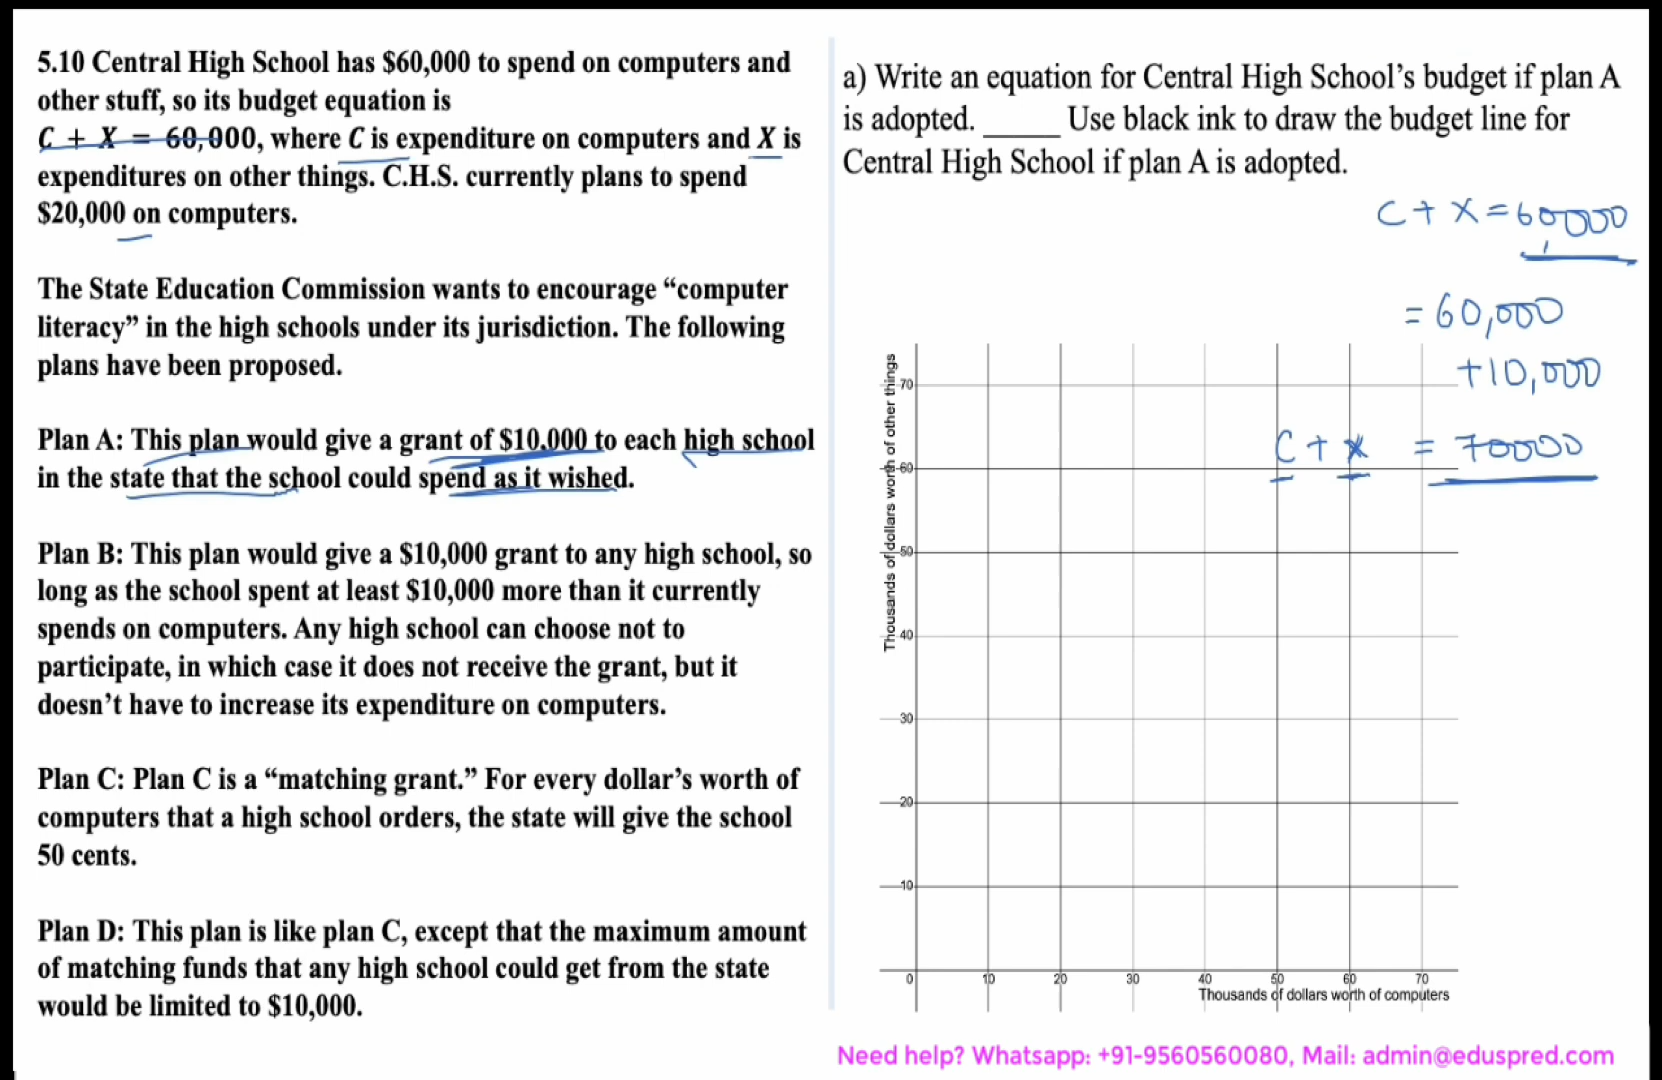 5.10 Central High School has $60,000 to spend on computers and
other stuff, so its budget equation is
C + X = 60,000, where C is expenditure on computers and X is
expenditures on other things. C.H.S. currently plans to spend
$20,000 on computers.
The State Education Commission wants to encourage “computer
literacy” in the high schools under its jurisdiction. The following
plans have been proposed.
Plan A: This plan would give a grant of $10,000 to each high school
in the state that the school could spend as it wished.
Plan B: This plan would give a $10,000 grant to any high school, so
long as the school spent at least $10,000 more than it currently
spends on computers. Any high school can choose not to
participate, in which case it does not receive the grant, but it
doesn’t have to increase its expenditure on computers.
Plan C: Plan C is a “matching grant.” For every dollar’s worth of
computers that a high school orders, the state will give the school
50 cents.
Plan D: This plan is like plan C, except that the maximum amount
of matching funds that any high school could get from the state
would be limited to $10,000.
a) Write an equation for Central High School’s budget if plan A
is adopted. _____ Use black ink to draw the budget line for
Central High School if plan A is adopted.
C + X = 60000
= 60,000
+10,000
C + X = 70000
Thousands of dollars worth of other things
70
60
50
40
30
20
10
0 10 20 30 40 50 60 70
Thousands of dollars worth of computers
Need help? Whatsapp: +91-9560560080, Mail: admin@eduspred.com